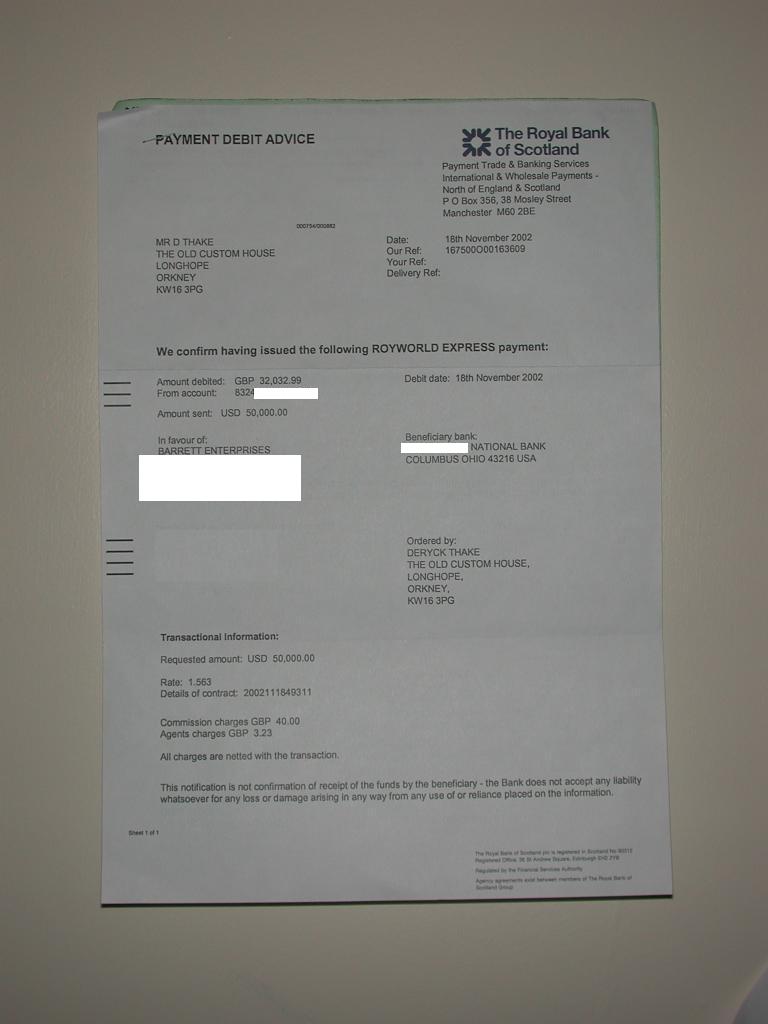 PAYMENT DEBIT ADVICE
The Royal Bank
of Scotland
Payment Trade & Banking Services
International & Wholesale Payments -
North of England & Scotland
P O Box 356, 38 Mosley Street
Manchester M60 2BE
000754/000882
MR D THAKE
THE OLD CUSTOM HOUSE
LONGHOPE
ORKNEY
KW16 3PG
Date: 18th November 2002
Our Ref: 167500O00163609
Your Ref:
Delivery Ref:
We confirm having issued the following ROYWORLD EXPRESS payment:
Amount debited: GBP 32,032.99
From account: 8324
Debit date: 18th November 2002
Amount sent: USD 50,000.00
In favour of:
BARRETT ENTERPRISES
Beneficiary bank:
NATIONAL BANK
COLUMBUS OHIO 43216 USA
Ordered by:
DERYCK THAKE
THE OLD CUSTOM HOUSE,
LONGHOPE,
ORKNEY,
KW16 3PG
Transactional Information:
Requested amount: USD 50,000.00
Rate: 1.563
Details of contract: 2002111849311
Commission charges GBP 40.00
Agents charges GBP 3.23
All charges are netted with the transaction.
This notification is not confirmation of receipt of the funds by the beneficiary - the Bank does not accept any liability
whatsoever for any loss or damage arising in any way from any use of or reliance placed on the information.
Sheet 1 of 1
The Royal Bank of Scotland plc is registered in Scotland No 90312
Registered Office: 36 St Andrew Square, Edinburgh EH2 2YB
Regulated by the Financial Services Authority
Agency agreements exist between members of The Royal Bank of
Scotland Group